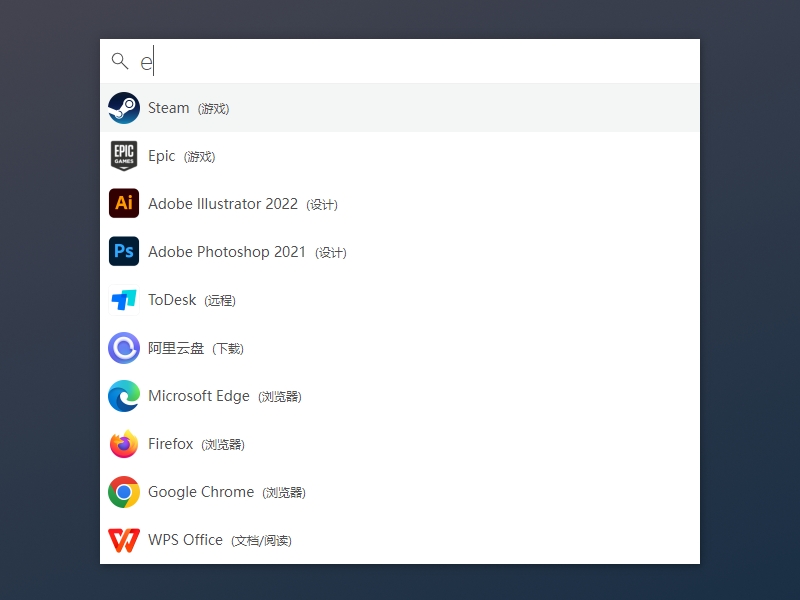 e
Steam (游戏)
EPIC
GAMES
Epic (游戏)
Ai
Adobe Illustrator 2022 (设计)
Ps
Adobe Photoshop 2021 (设计)
ToDesk (远程)
阿里云盘 (下载)
Microsoft Edge (浏览器)
Firefox (浏览器)
Google Chrome (浏览器)
WPS Office (文档/阅读)